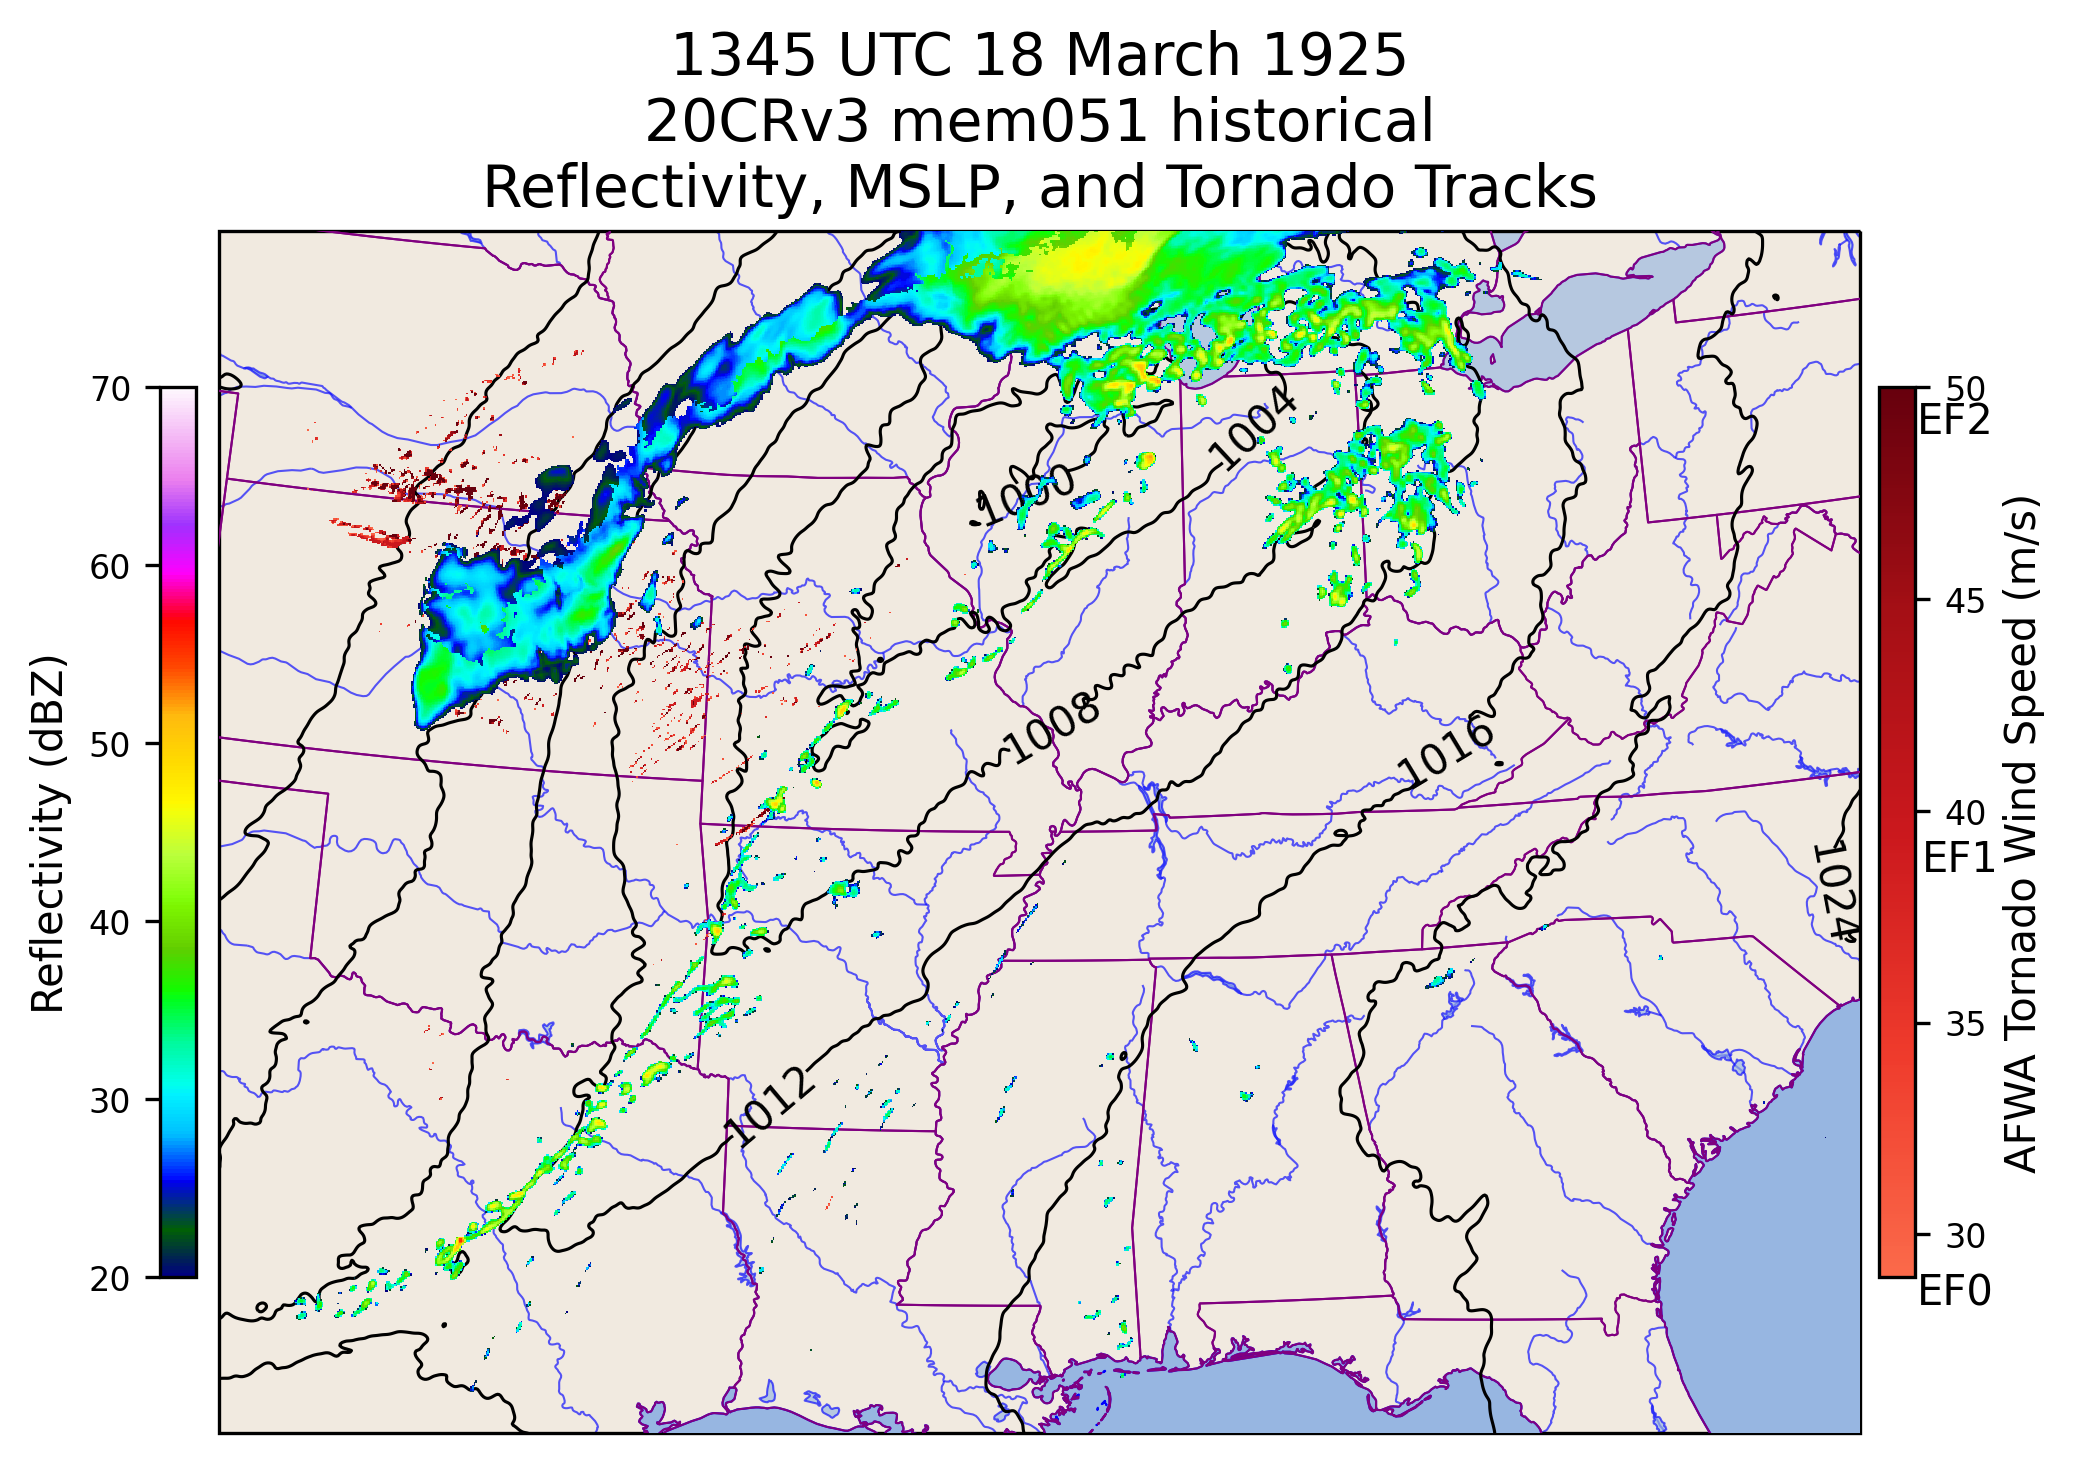 1345 UTC 18 March 1925
20CRv3 mem051 historical
Reflectivity, MSLP, and Tornado Tracks
70
60
50
40
30
20
Reflectivity (dBZ)
1004
1000
1008
1016
1012
1024
50
EF2
45
40
EF1
35
30
EF0
AFWA Tornado Wind Speed (m/s)